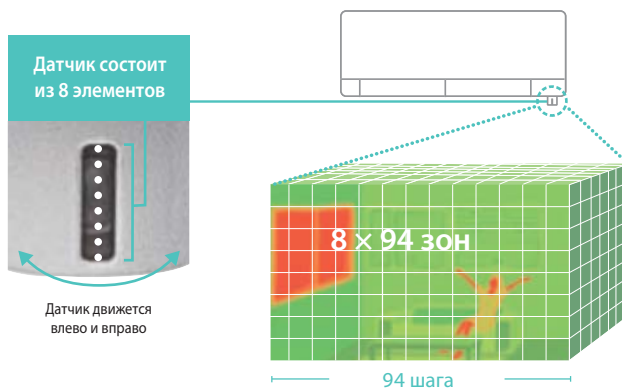 Датчик состоит
из 8 элементов
8 × 94 зон
Датчик движется
влево и вправо
94 шага